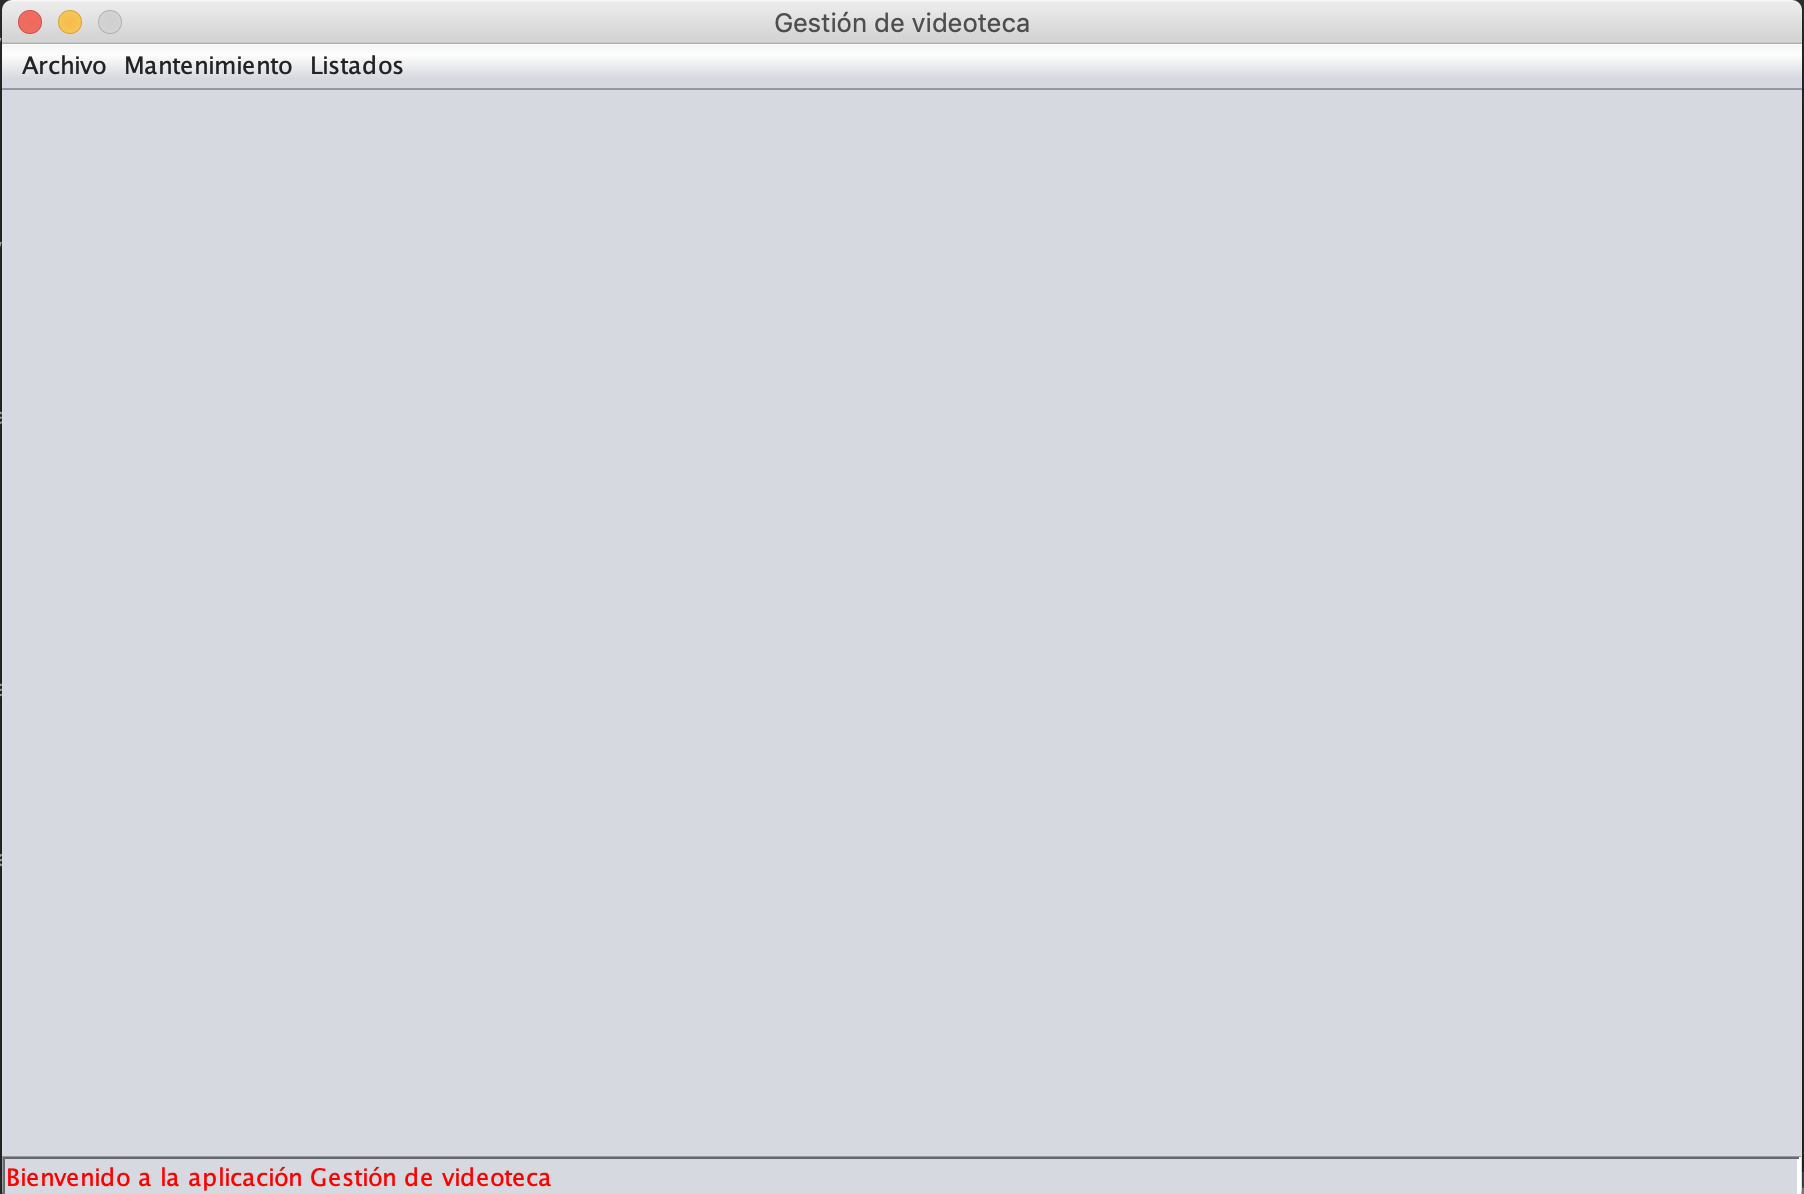 Gestión de videoteca
Archivo Mantenimiento Listados
Bienvenido a la aplicación Gestión de videoteca